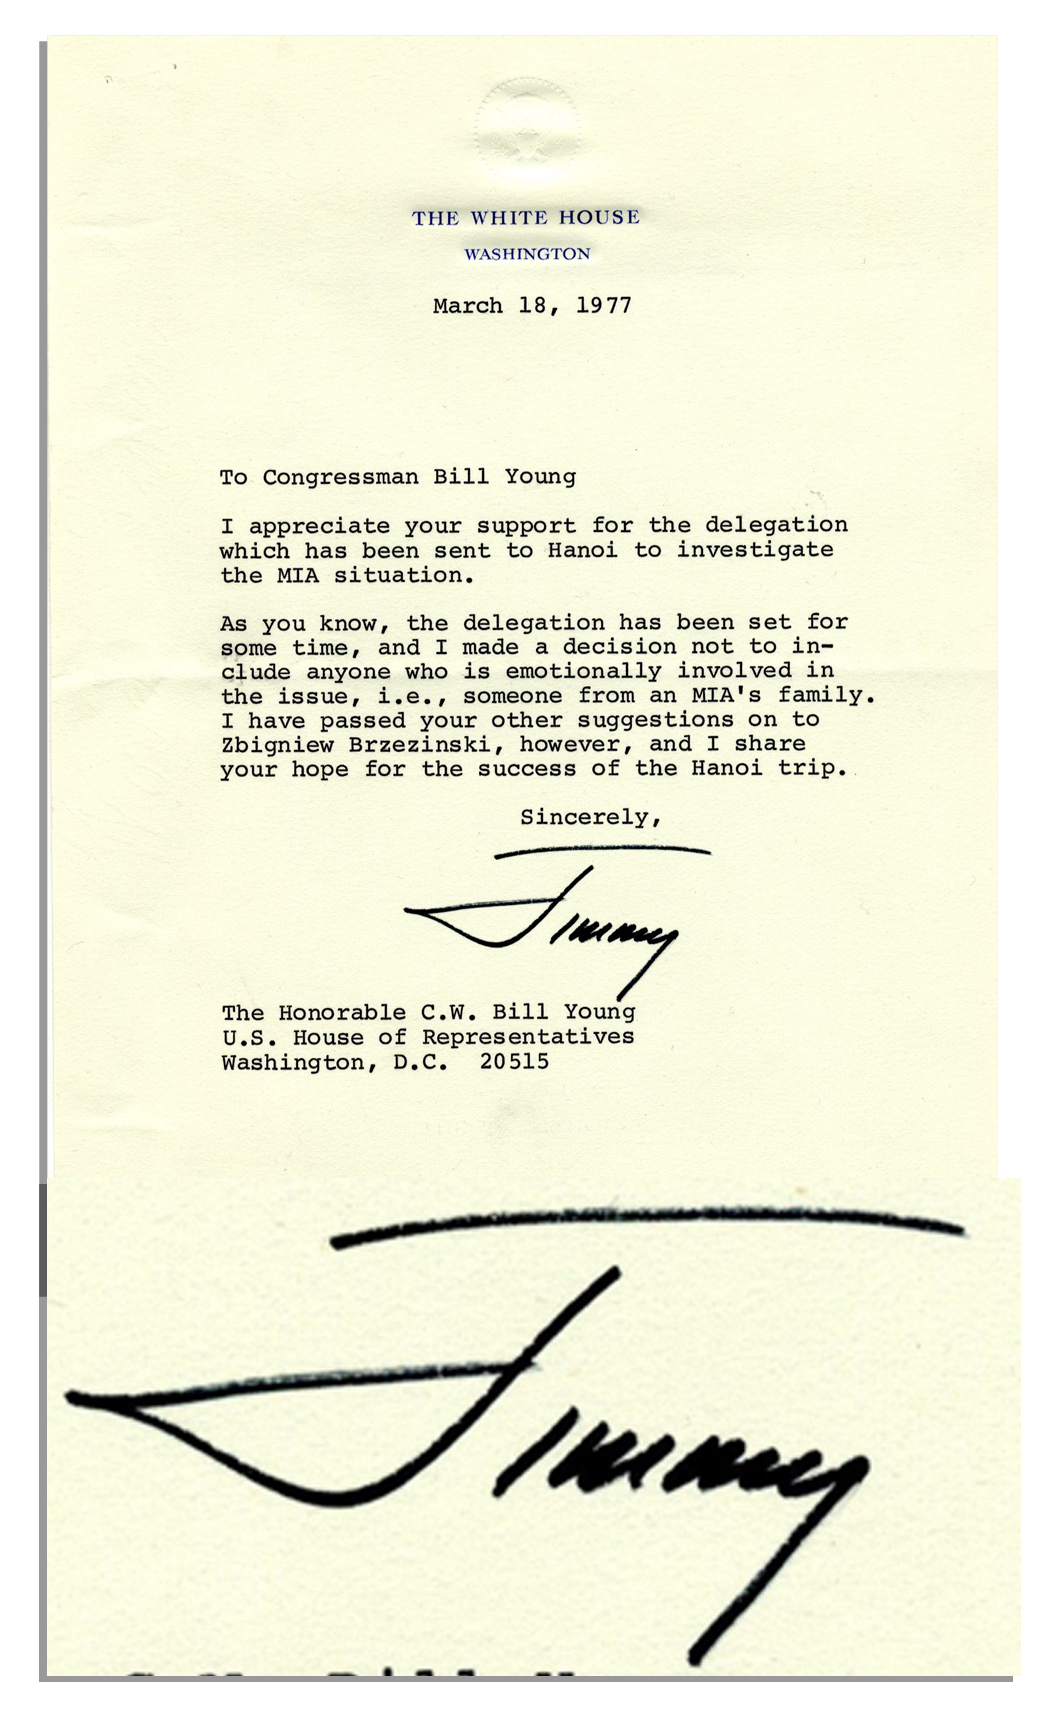 THE WHITE HOUSE
WASHINGTON
March 18, 1977
To Congressman Bill Young
I appreciate your support for the delegation
which has been sent to Hanoi to investigate
the MIA situation.
As you know, the delegation has been set for
some time, and I made a decision not to in-
clude anyone who is emotionally involved in
the issue, i.e., someone from an MIA's family.
I have passed your other suggestions on to
Zbigniew Brzezinski, however, and I share
your hope for the success of the Hanoi trip.
Sincerely,
Jimmy
The Honorable C.W. Bill Young
U.S. House of Representatives
Washington, D.C.  20515
Jimmy